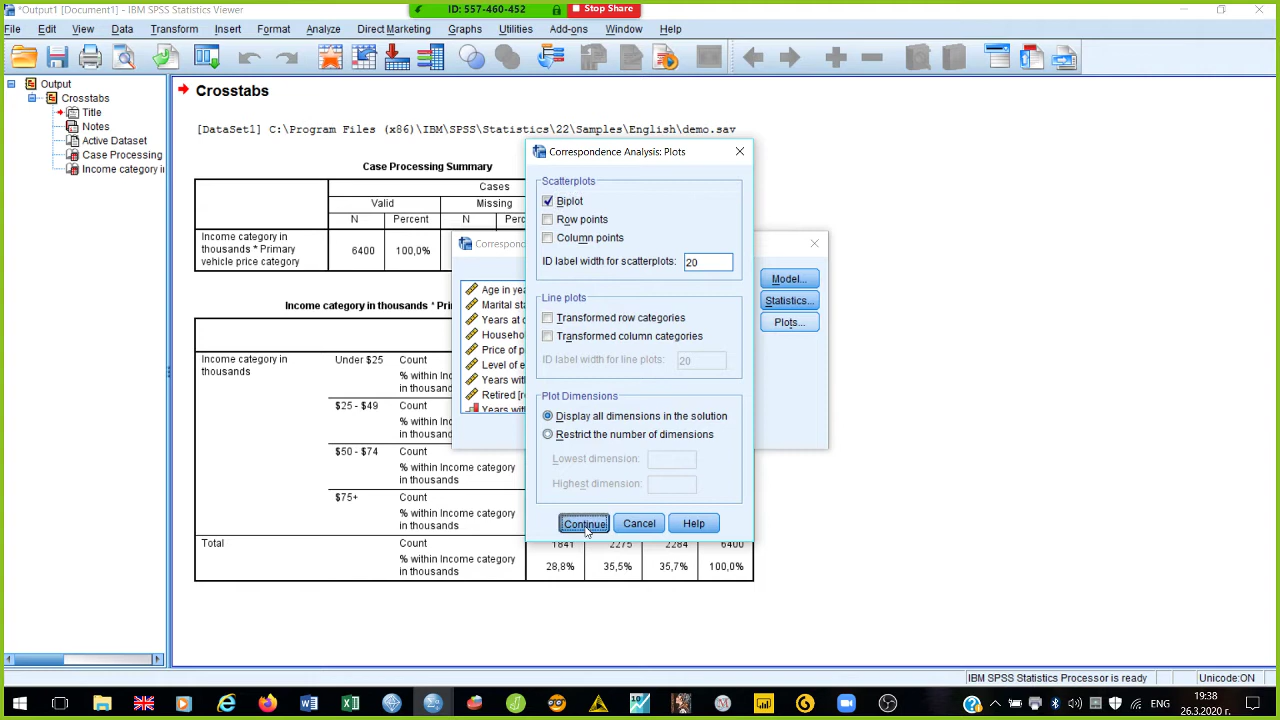 *Output1 [Document1] - IBM SPSS Statistics Viewer
ID: 557-460-452
Stop Share
File Edit View Data Transform Insert Format Analyze Direct Marketing Graphs Utilities Add-ons Window Help
Output
Crosstabs
Title
Notes
Active Dataset
Case Processing
Income category in
Crosstabs
[DataSet1] C:\Program Files (x86)\IBM\SPSS\Statistics\22\Samples\English\demo.sav
Case Processing Summary
Cases
Valid Missing
N Percent N
Income category in
thousands * Primary
vehicle price category
6400 100,0%
Income category in thousands * Pri
Income category in
thousands
Under $25 Count
% within Income category
in thousands
$25 - $49 Count
% within Income category
in thousands
$50 - $74 Count
% within Income category
in thousands
$75+ Count
% within Income category
in thousands
Total Count 1841 2275 2284 6400
% within Income category
in thousands
28,8% 35,5% 35,7% 100,0%
Age in
Marital
Years
Price of
Level of
Years
Retired
Years
Model...
Statistics...
Plots...
Correspondence Analysis: Plots
Scatterplots
Biplot
Row points
Column points
ID label width for scatterplots: 20
Line plots
Transformed row categories
Transformed column categories
ID label width for line plots: 20
Plot Dimensions
Display all dimensions in the solution
Restrict the number of dimensions
Lowest dimension:
Highest dimension:
Continue Cancel Help
IBM SPSS Statistics Processor is ready
Unicode:ON
ENG
19:38
26.3.2020 г.